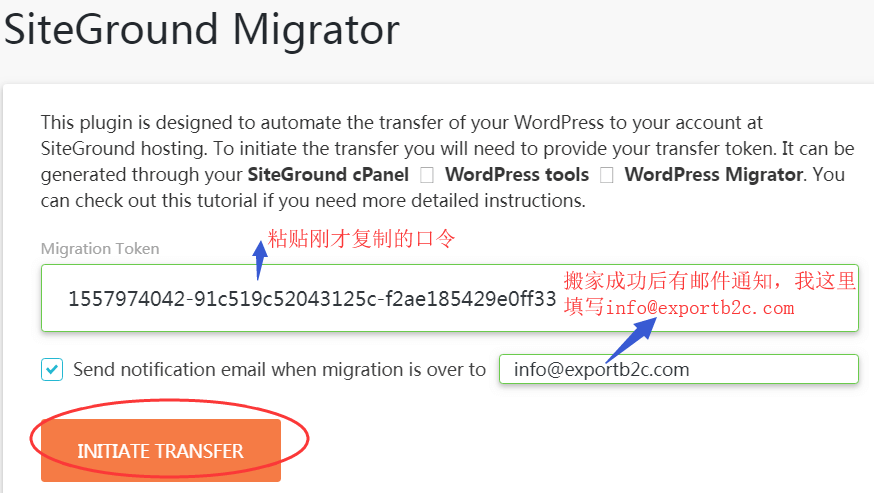 SiteGround Migrator
This plugin is designed to automate the transfer of your WordPress to your account at
SiteGround hosting. To initiate the transfer you will need to provide your transfer token. It can be
generated through your SiteGround cPanel □ WordPress tools □ WordPress Migrator. You
can check out this tutorial if you need more detailed instructions.
粘贴刚才复制的口令
Migration Token
1557974042-91c519c52043125c-f2ae185429e0ff33
搬家成功后有邮件通知，我这里
填写info@exportb2c.com
Send notification email when migration is over to
info@exportb2c.com
INITIATE TRANSFER